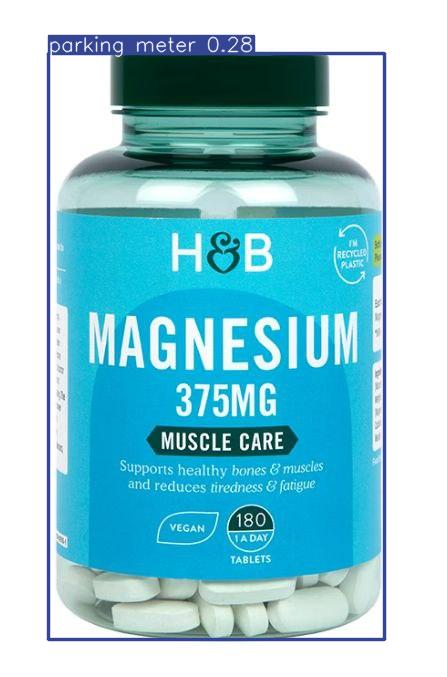 parking meter 0.28
H&B
I'M
RECYCLED
PLASTIC
MAGNESIUM
375MG
MUSCLE CARE
Supports healthy bones & muscles
and reduces tiredness & fatigue
VEGAN
180
1 A DAY
TABLETS